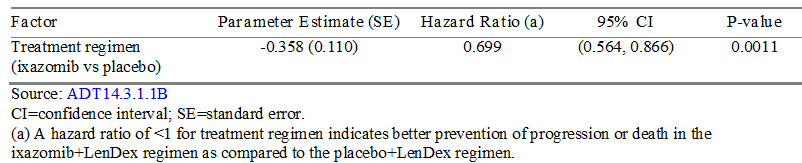 Factor Parameter Estimate (SE) Hazard Ratio (a) 95% CI P-value
Treatment regimen -0.358 (0.110) 0.699 (0.564, 0.866) 0.0011
(ixazomib vs placebo)
Source: ADT14.3.1.1B
CI=confidence interval; SE=standard error.
(a) A hazard ratio of <1 for treatment regimen indicates better prevention of progression or death in the
ixazomib+LenDex regimen as compared to the placebo+LenDex regimen.